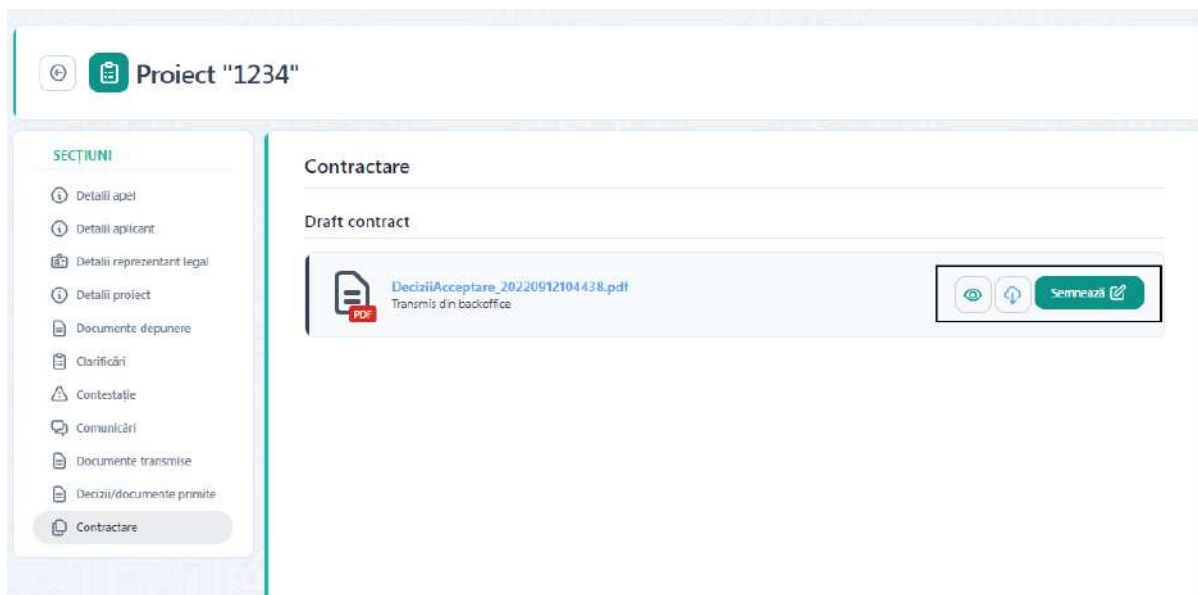 Proiect "1234"
SECȚIUNI
Detalii apel
Detalii aplicant
Detalii reprezentant legal
Detalii proiect
Documente depunere
Clarificări
Contestație
Comunicări
Documente transmise
Decizii/documente primite
Contractare
Contractare
Draft contract
DeciziiAcceptare_20220912104438.pdf
Transmis din backoffice
PDF
Semnează